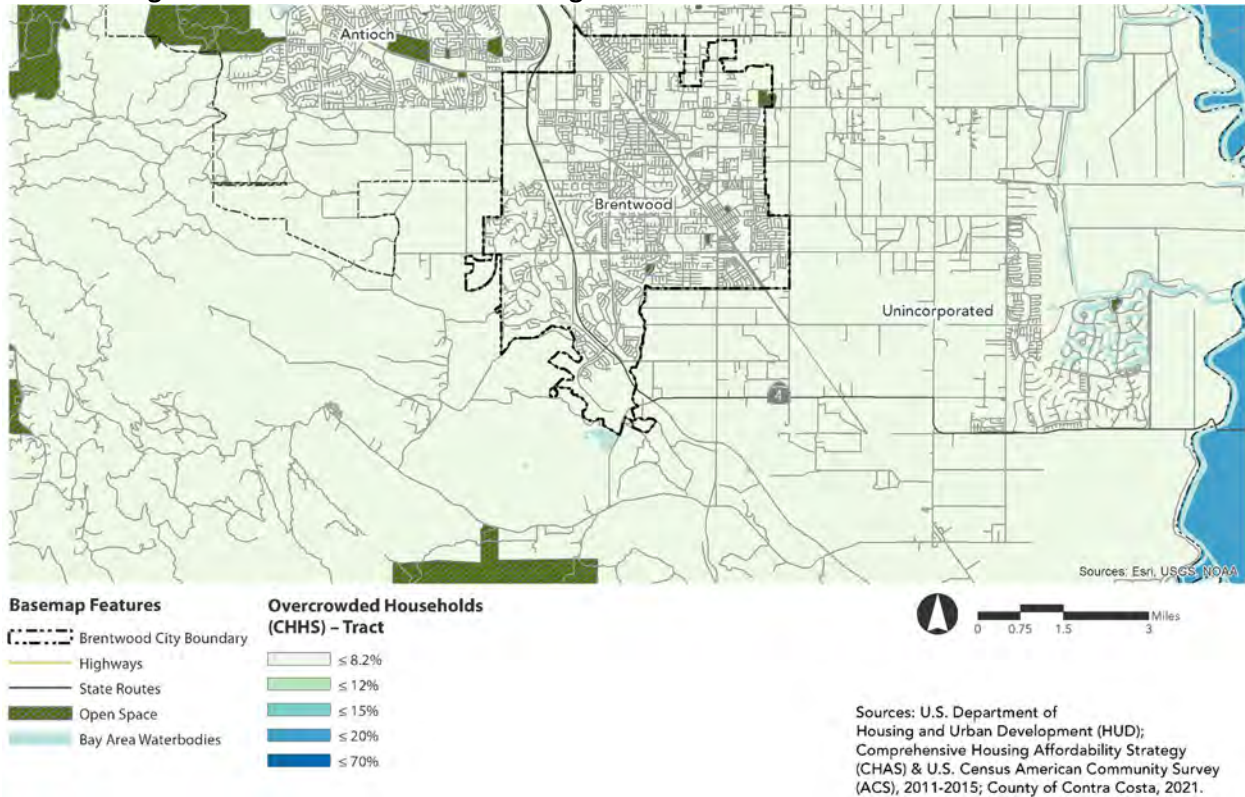 Antioch
Brentwood
Unincorporated
4
Sources: Esri, USGS, NOAA
Basemap Features
Brentwood City Boundary
Highways
State Routes
Open Space
Bay Area Waterbodies
Overcrowded Households
(CHHS) – Tract
≤ 8.2%
≤ 12%
≤ 15%
≤ 20%
≤ 70%
Miles
0 0.75 1.5 3
Sources: U.S. Department of
Housing and Urban Development (HUD);
Comprehensive Housing Affordability Strategy
(CHAS) & U.S. Census American Community Survey
(ACS), 2011-2015; County of Contra Costa, 2021.